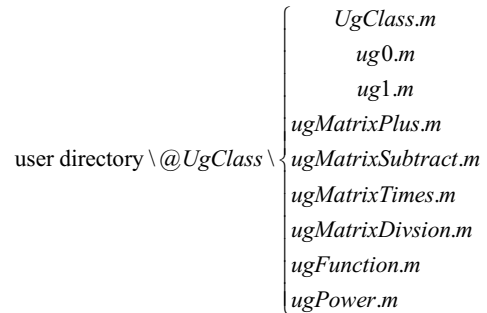 UgClass.m
ug0.m
ug1.m
ugMatrixPlus.m
user directory \ @UgClass \ ugMatrixSubtract.m
ugMatrixTimes.m
ugMatrixDivsion.m
ugFunction.m
ugPower.m